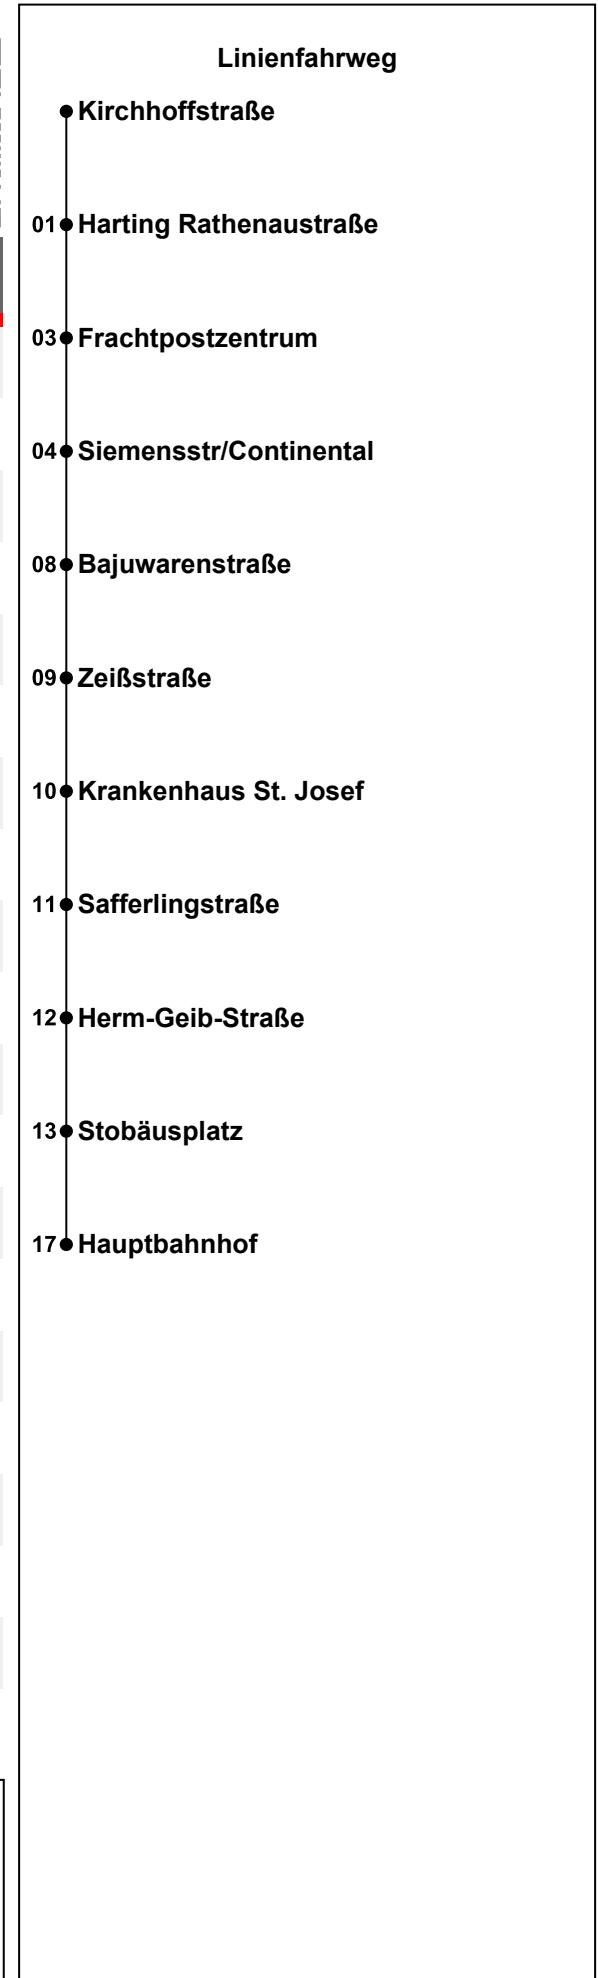 Linienfahrweg
Kirchhoffstraße
01 Harting Rathenaustraße
03 Frachtpostzentrum
04 Siemensstr/Continental
08 Bajuwarenstraße
09 Zeißstraße
10 Krankenhaus St. Josef
11 Safferlingstraße
12 Herm-Geib-Straße
13 Stobäusplatz
17 Hauptbahnhof